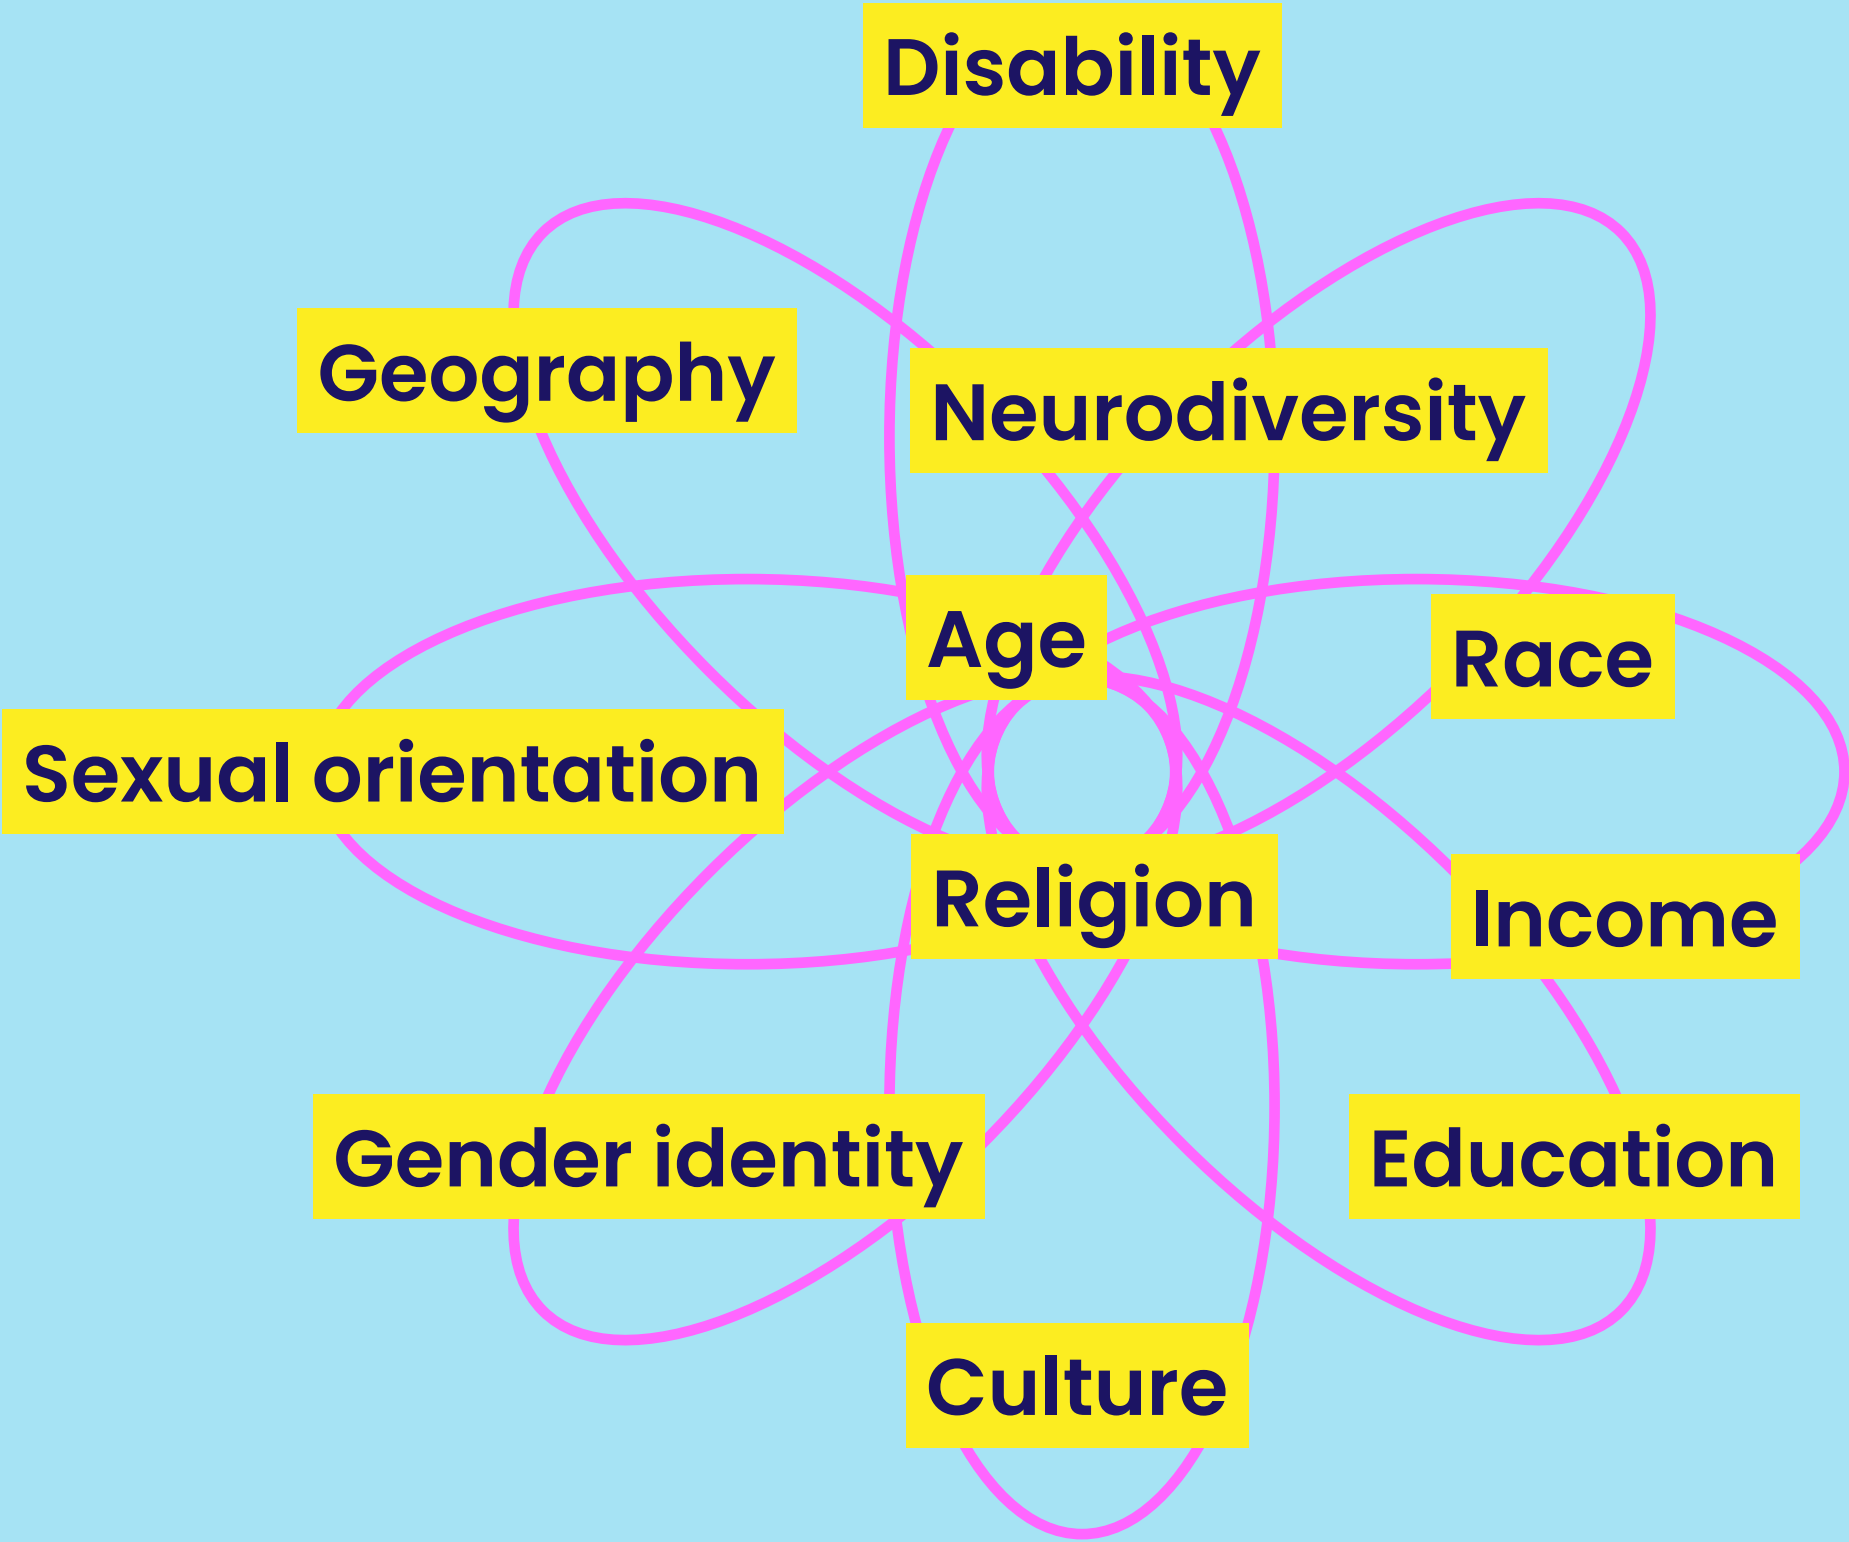 Disability
Geography
Neurodiversity
Age
Race
Sexual orientation
Religion
Income
Gender identity
Education
Culture